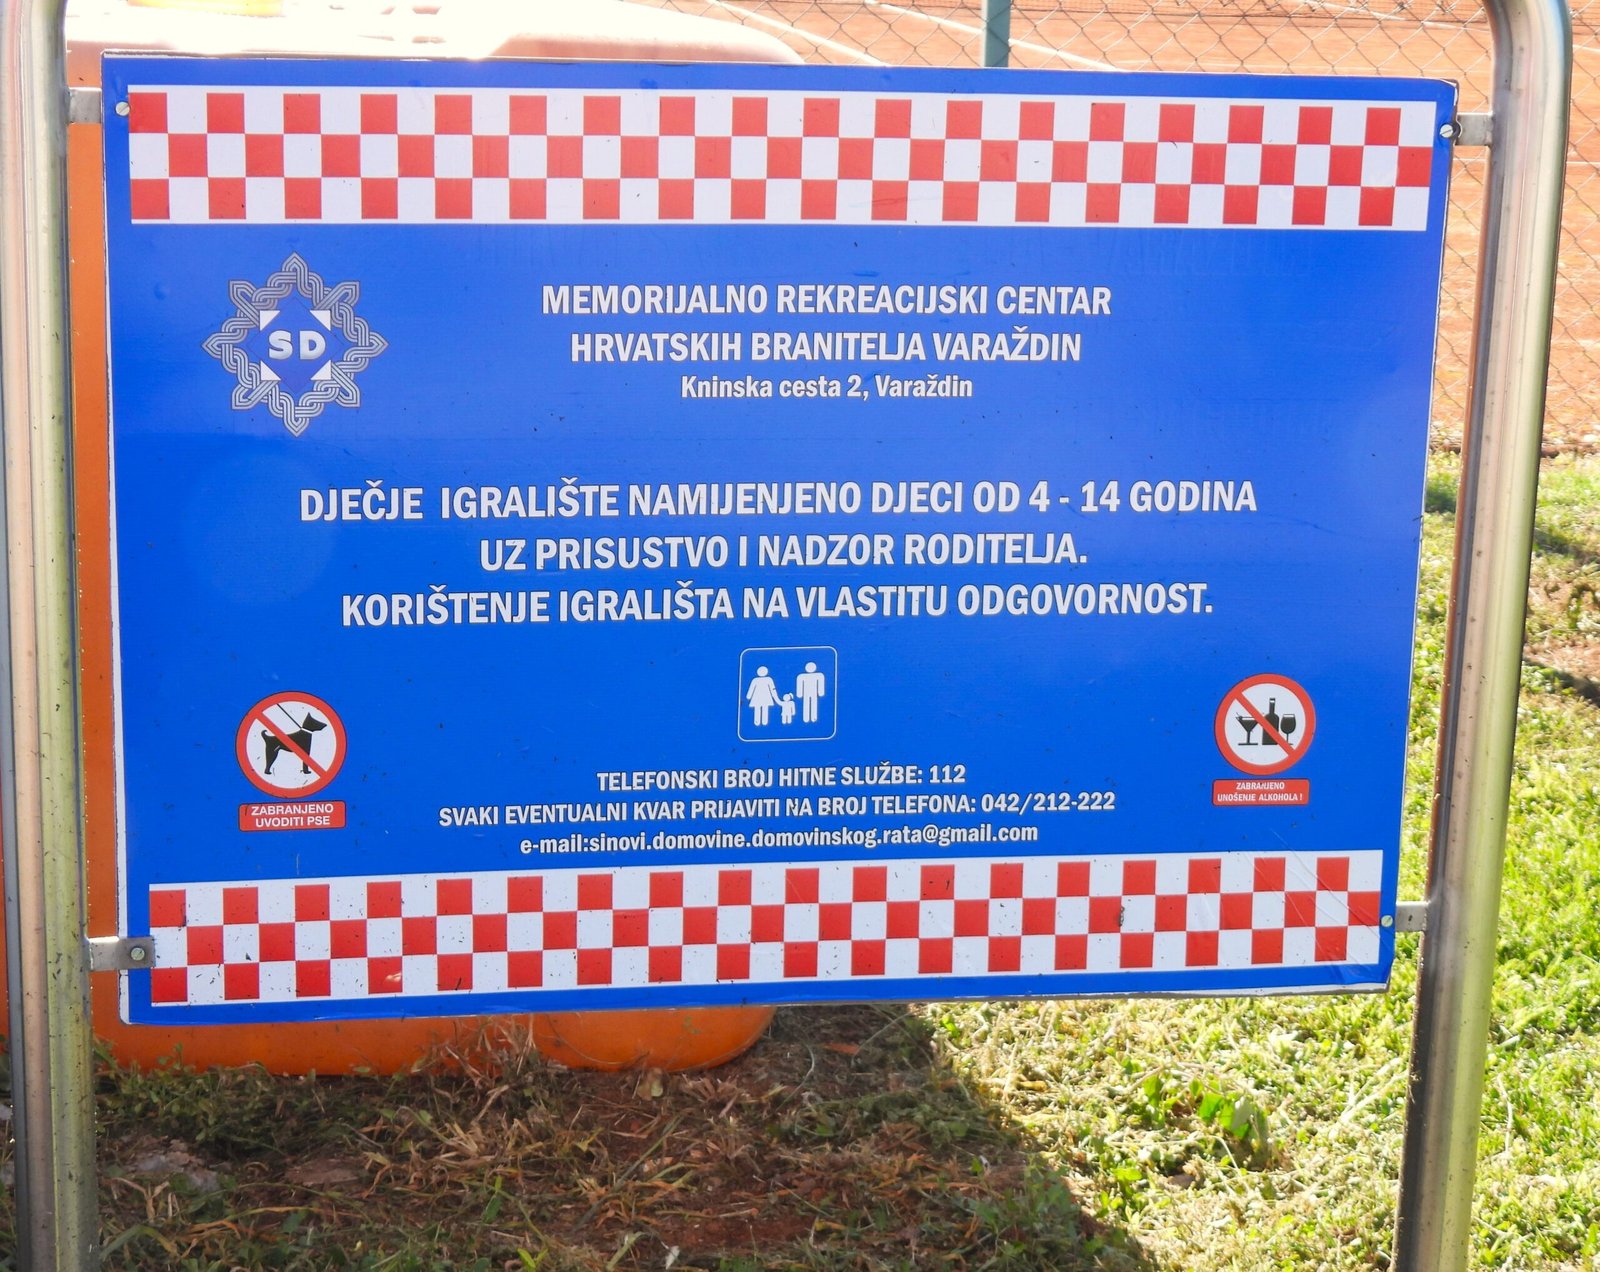 SD
MEMORIJALNO REKREACIJSKI CENTAR
HRVATSKIH BRANITELJA VARAŽDIN
Kninska cesta 2, Varaždin
DJEČJE IGRALIŠTE NAMIJENJENO DJECI OD 4 - 14 GODINA
UZ PRISUSTVO I NADZOR RODITELJA.
KORIŠTENJE IGRALIŠTA NA VLASTITU ODGOVORNOST.
ZABRANJENO
UVODITI PSE
TELEFONSKI BROJ HITNE SLUŽBE: 112
SVAKI EVENTUALNI KVAR PRIJAVITI NA BROJ TELEFONA: 042/212-222
e-mail:sinovi.domovine.domovinskog.rata@gmail.com
ZABRANJENO
UNOŠENJE ALKOHOLA !